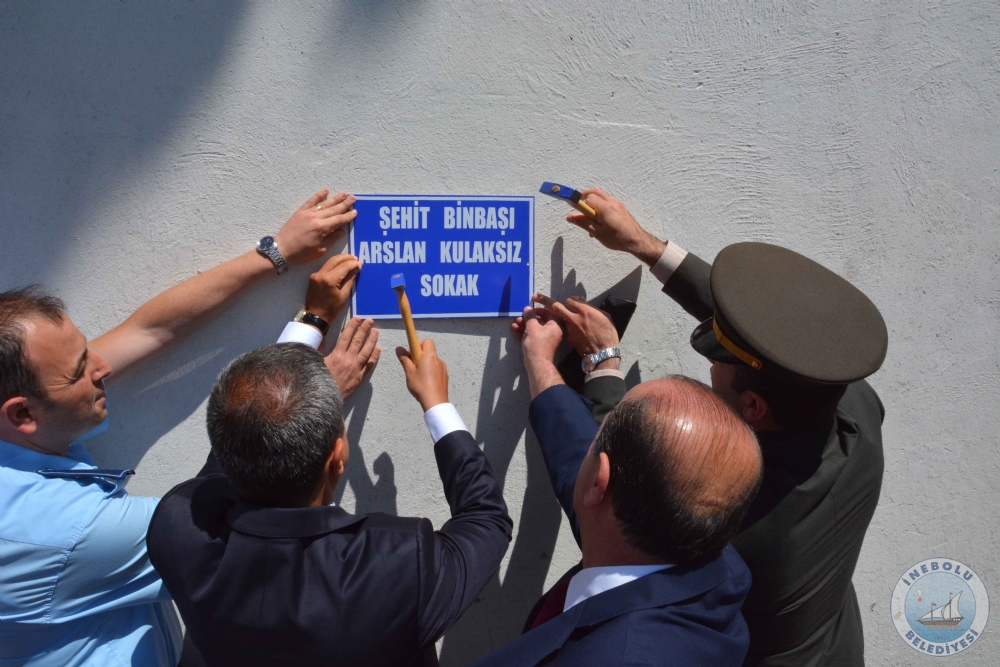 ŞEHİT BİNBAŞI
ARSLAN KULAKSIZ
SOKAK
İNEBOLU
BELEDİYESİ